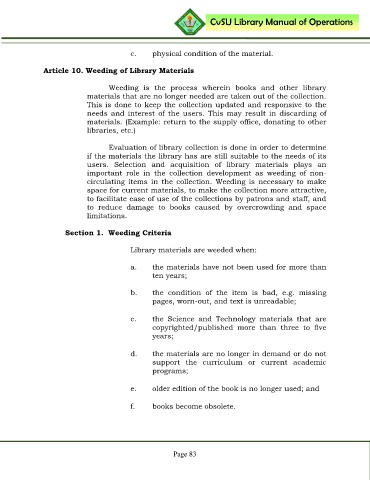 CvSU Library Manual of Operations
c. physical condition of the material.
Article 10. Weeding of Library Materials
Weeding is the process wherein books and other library
materials that are no longer needed are taken out of the collection.
This is done to keep the collection updated and responsive to the
needs and interest of the users. This may result in discarding of
materials. (Example: return to the supply office, donating to other
libraries, etc.)
Evaluation of library collection is done in order to determine
if the materials the library has are still suitable to the needs of its
users. Selection and acquisition of library materials plays an
important role in the collection development as weeding of non-
circulating items in the collection. Weeding is necessary to make
space for current materials, to make the collection more attractive,
to facilitate ease of use of the collections by patrons and staff, and
to reduce damage to books caused by overcrowding and space
limitations.
Section 1. Weeding Criteria
Library materials are weeded when:
a. the materials have not been used for more than
ten years;
b. the condition of the item is bad, e.g. missing
pages, worn-out, and text is unreadable;
c. the Science and Technology materials that are
copyrighted/published more than three to five
years;
d. the materials are no longer in demand or do not
support the curriculum or current academic
programs;
e. older edition of the book is no longer used; and
f. books become obsolete.
Page 83